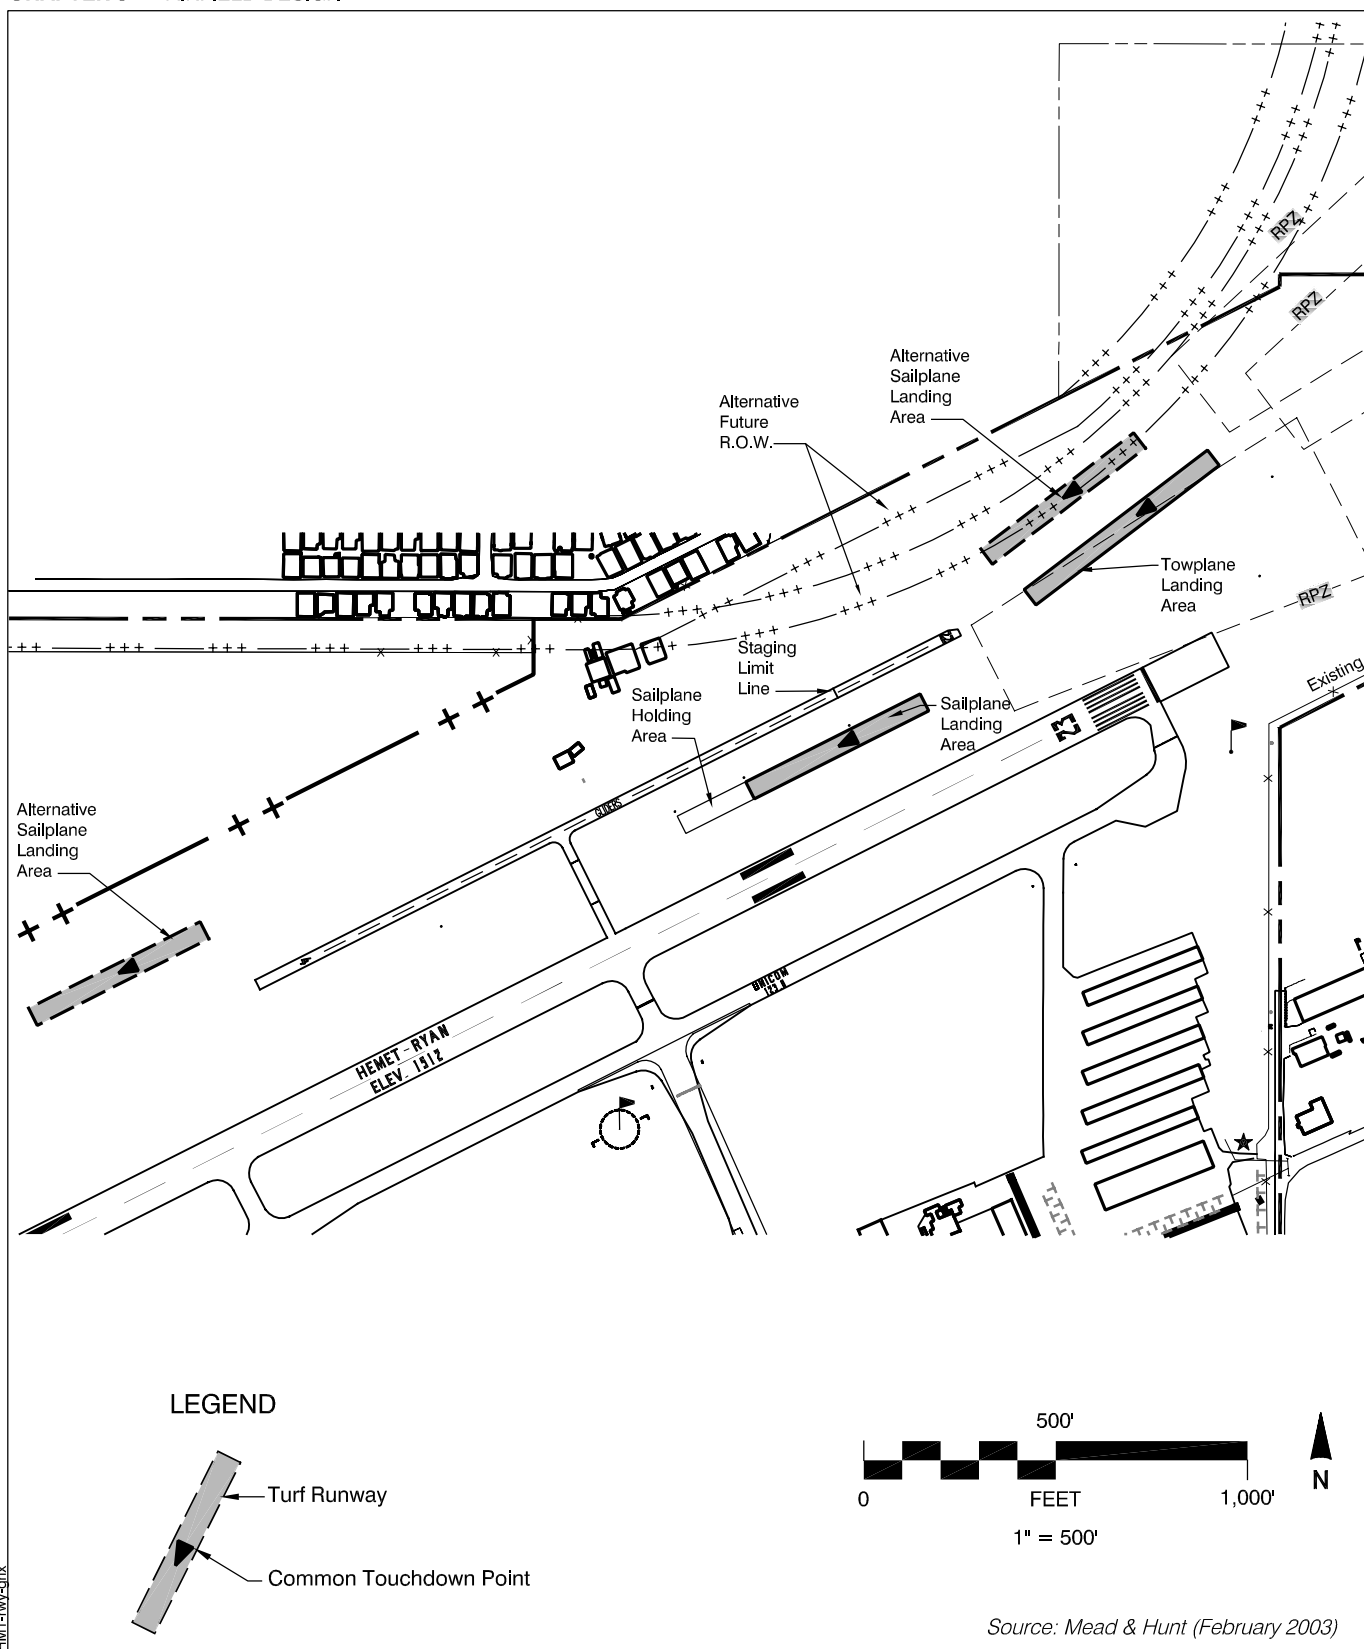 RPZ
RPZ
Alternative
Sailplane
Landing
Area
Alternative
Future
R.O.W.
Towplane
Landing
Area
RPZ
Staging
Limit
Line
Existing
Sailplane
Holding
Area
Sailplane
Landing
Area
23
GLIDERS
Alternative
Sailplane
Landing
Area
UNICOM
HEMET-RYAN
ELEV. 1512
LEGEND
Turf Runway
Common Touchdown Point
500'
0
FEET
1,000'
1" = 500'
N
Source: Mead & Hunt (February 2003)